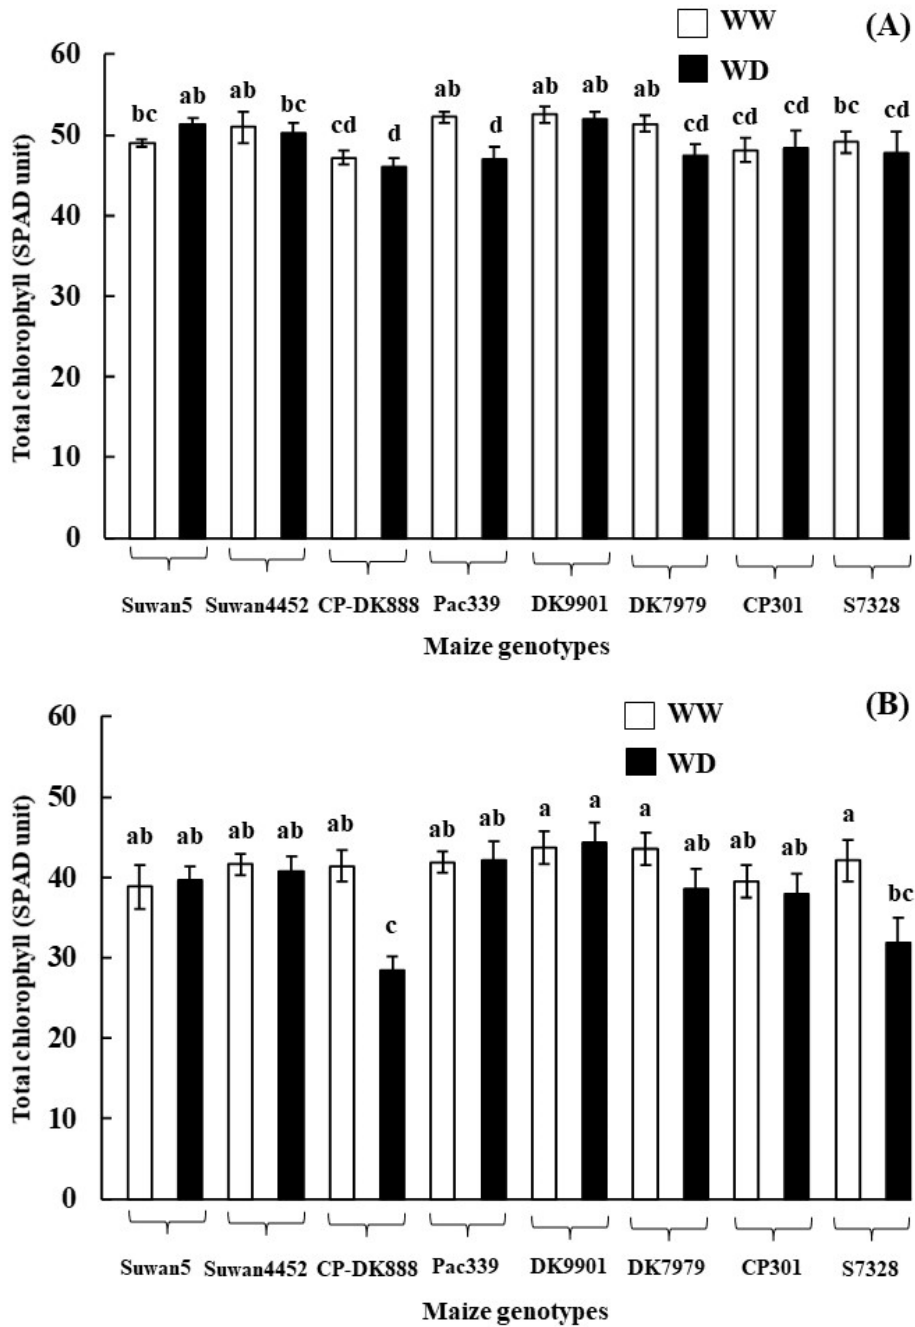 WW
(A)
WD
60
50
40
30
20
10
0
Total chlorophyll (SPAD unit)
bc ab ab bc cd d ab d ab ab ab cd cd cd bc cd
Suwan5 Suwan4452 CP-DK888 Pac339 DK9901 DK7979 CP301 S7328
Maize genotypes
WW
(B)
WD
60
50
40
30
20
10
0
Total chlorophyll (SPAD unit)
ab ab ab ab ab c ab ab a a a ab ab ab a bc
Suwan5 Suwan4452 CP-DK888 Pac339 DK9901 DK7979 CP301 S7328
Maize genotypes